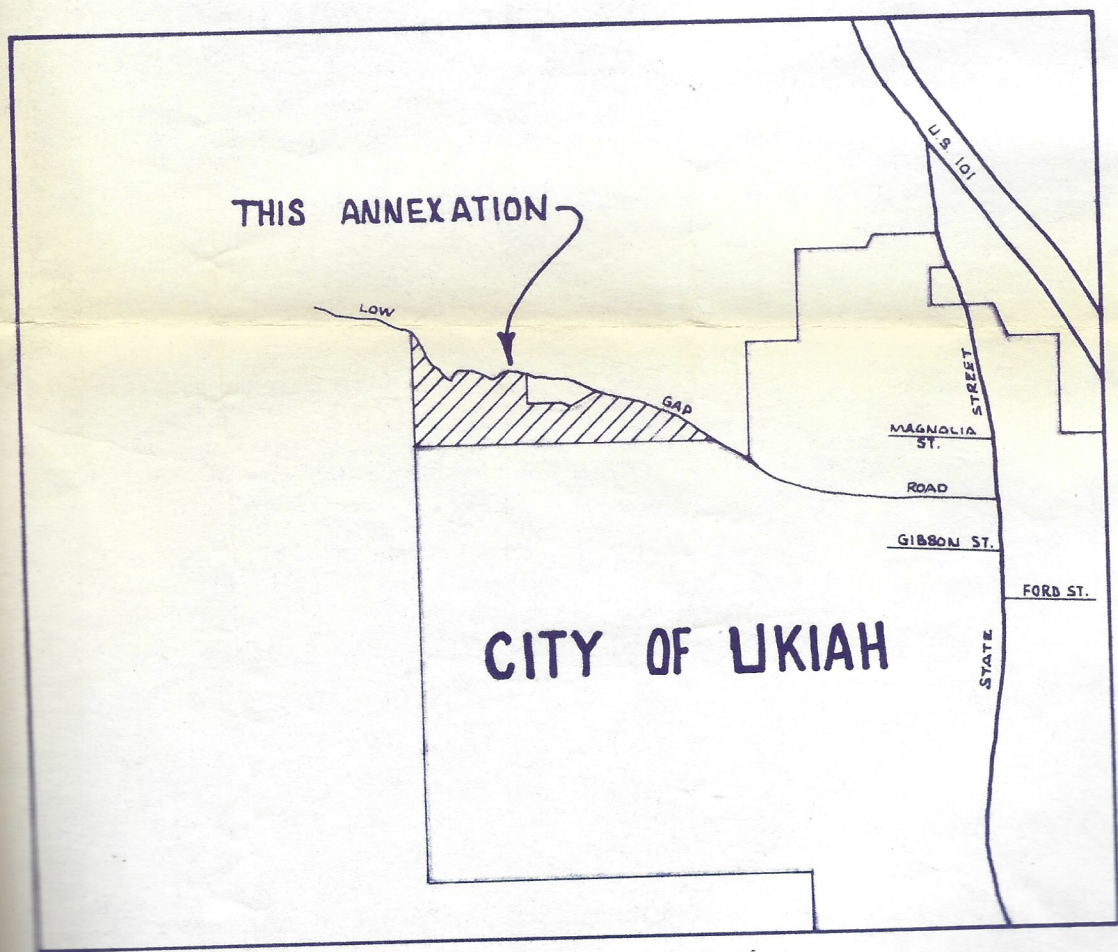 U.S. 101
THIS ANNEXATION
LOW
GAP
STREET
MAGNOLIA
ST.
ROAD
GIBSON ST.
FORD ST.
CITY OF UKIAH
STATE